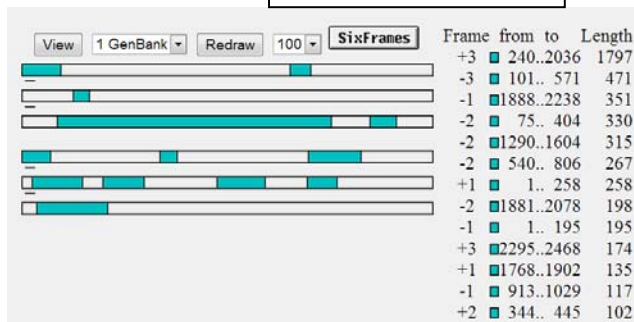 View 1 GenBank Redraw 100 SixFrames
Frame from to Length
+3 240..2036 1797
-3 101.. 571 471
-1 1888..2238 351
-2 75.. 404 330
-2 1290..1604 315
-2 540.. 806 267
+1 1.. 258 258
-2 1881..2078 198
-1 1.. 195 195
+3 2295..2468 174
+1 1768..1902 135
-1 913..1029 117
+2 344.. 445 102